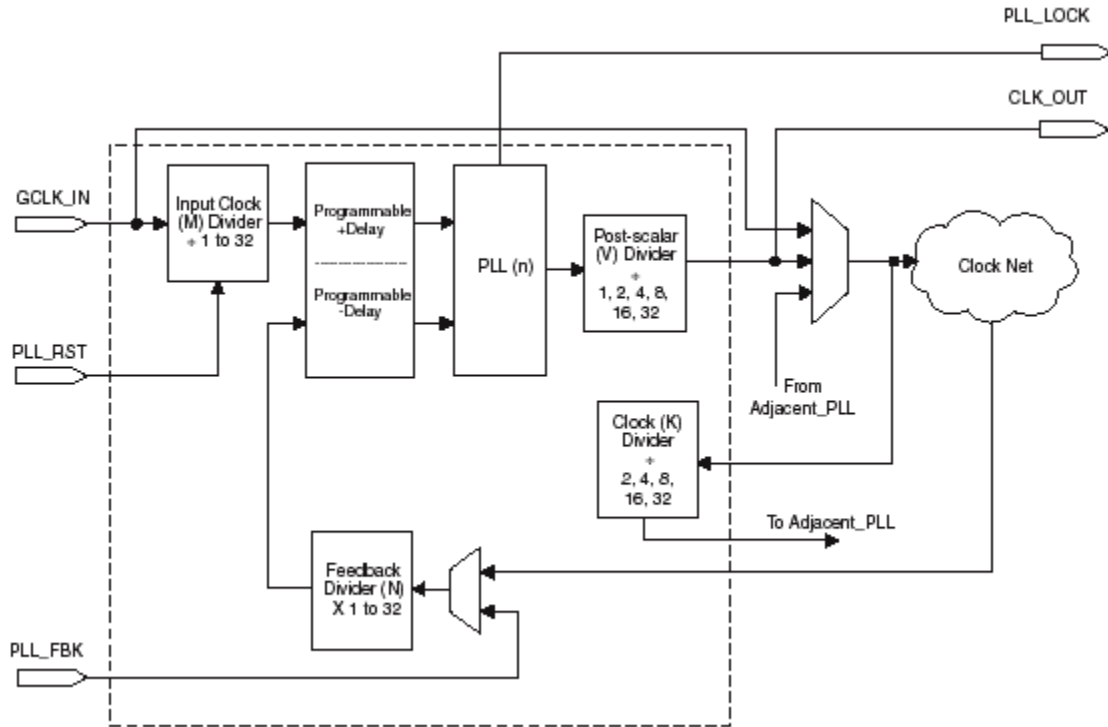 PLL_LOCK
CLK_OUT
GCLK_IN
Input Clock
(M) Divider
÷ 1 to 32
Programmable
+Delay
Programmable
-Delay
PLL (n)
Post-scalar
(V) Divider
÷
1, 2, 4, 8,
16, 32
Clock Net
PLL_RST
From
Adjacent_PLL
Clock (K)
Divider
÷
2, 4, 8,
16, 32
To Adjacent_PLL
Feedback
Divider (N)
X 1 to 32
PLL_FBK